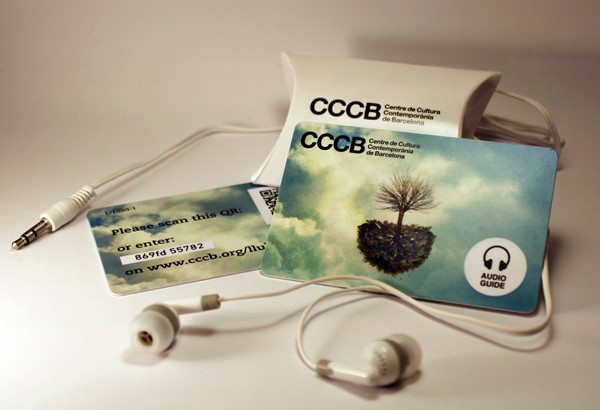 CCCB
Centre de Cultura
Contemporània
de Barcelona
CCCB
Centre de Cultura
Contemporània
de Barcelona
AUDIO
GUIDE
Please scan this QR:
or enter:
869fd 55782
on www.cccb.org/llu